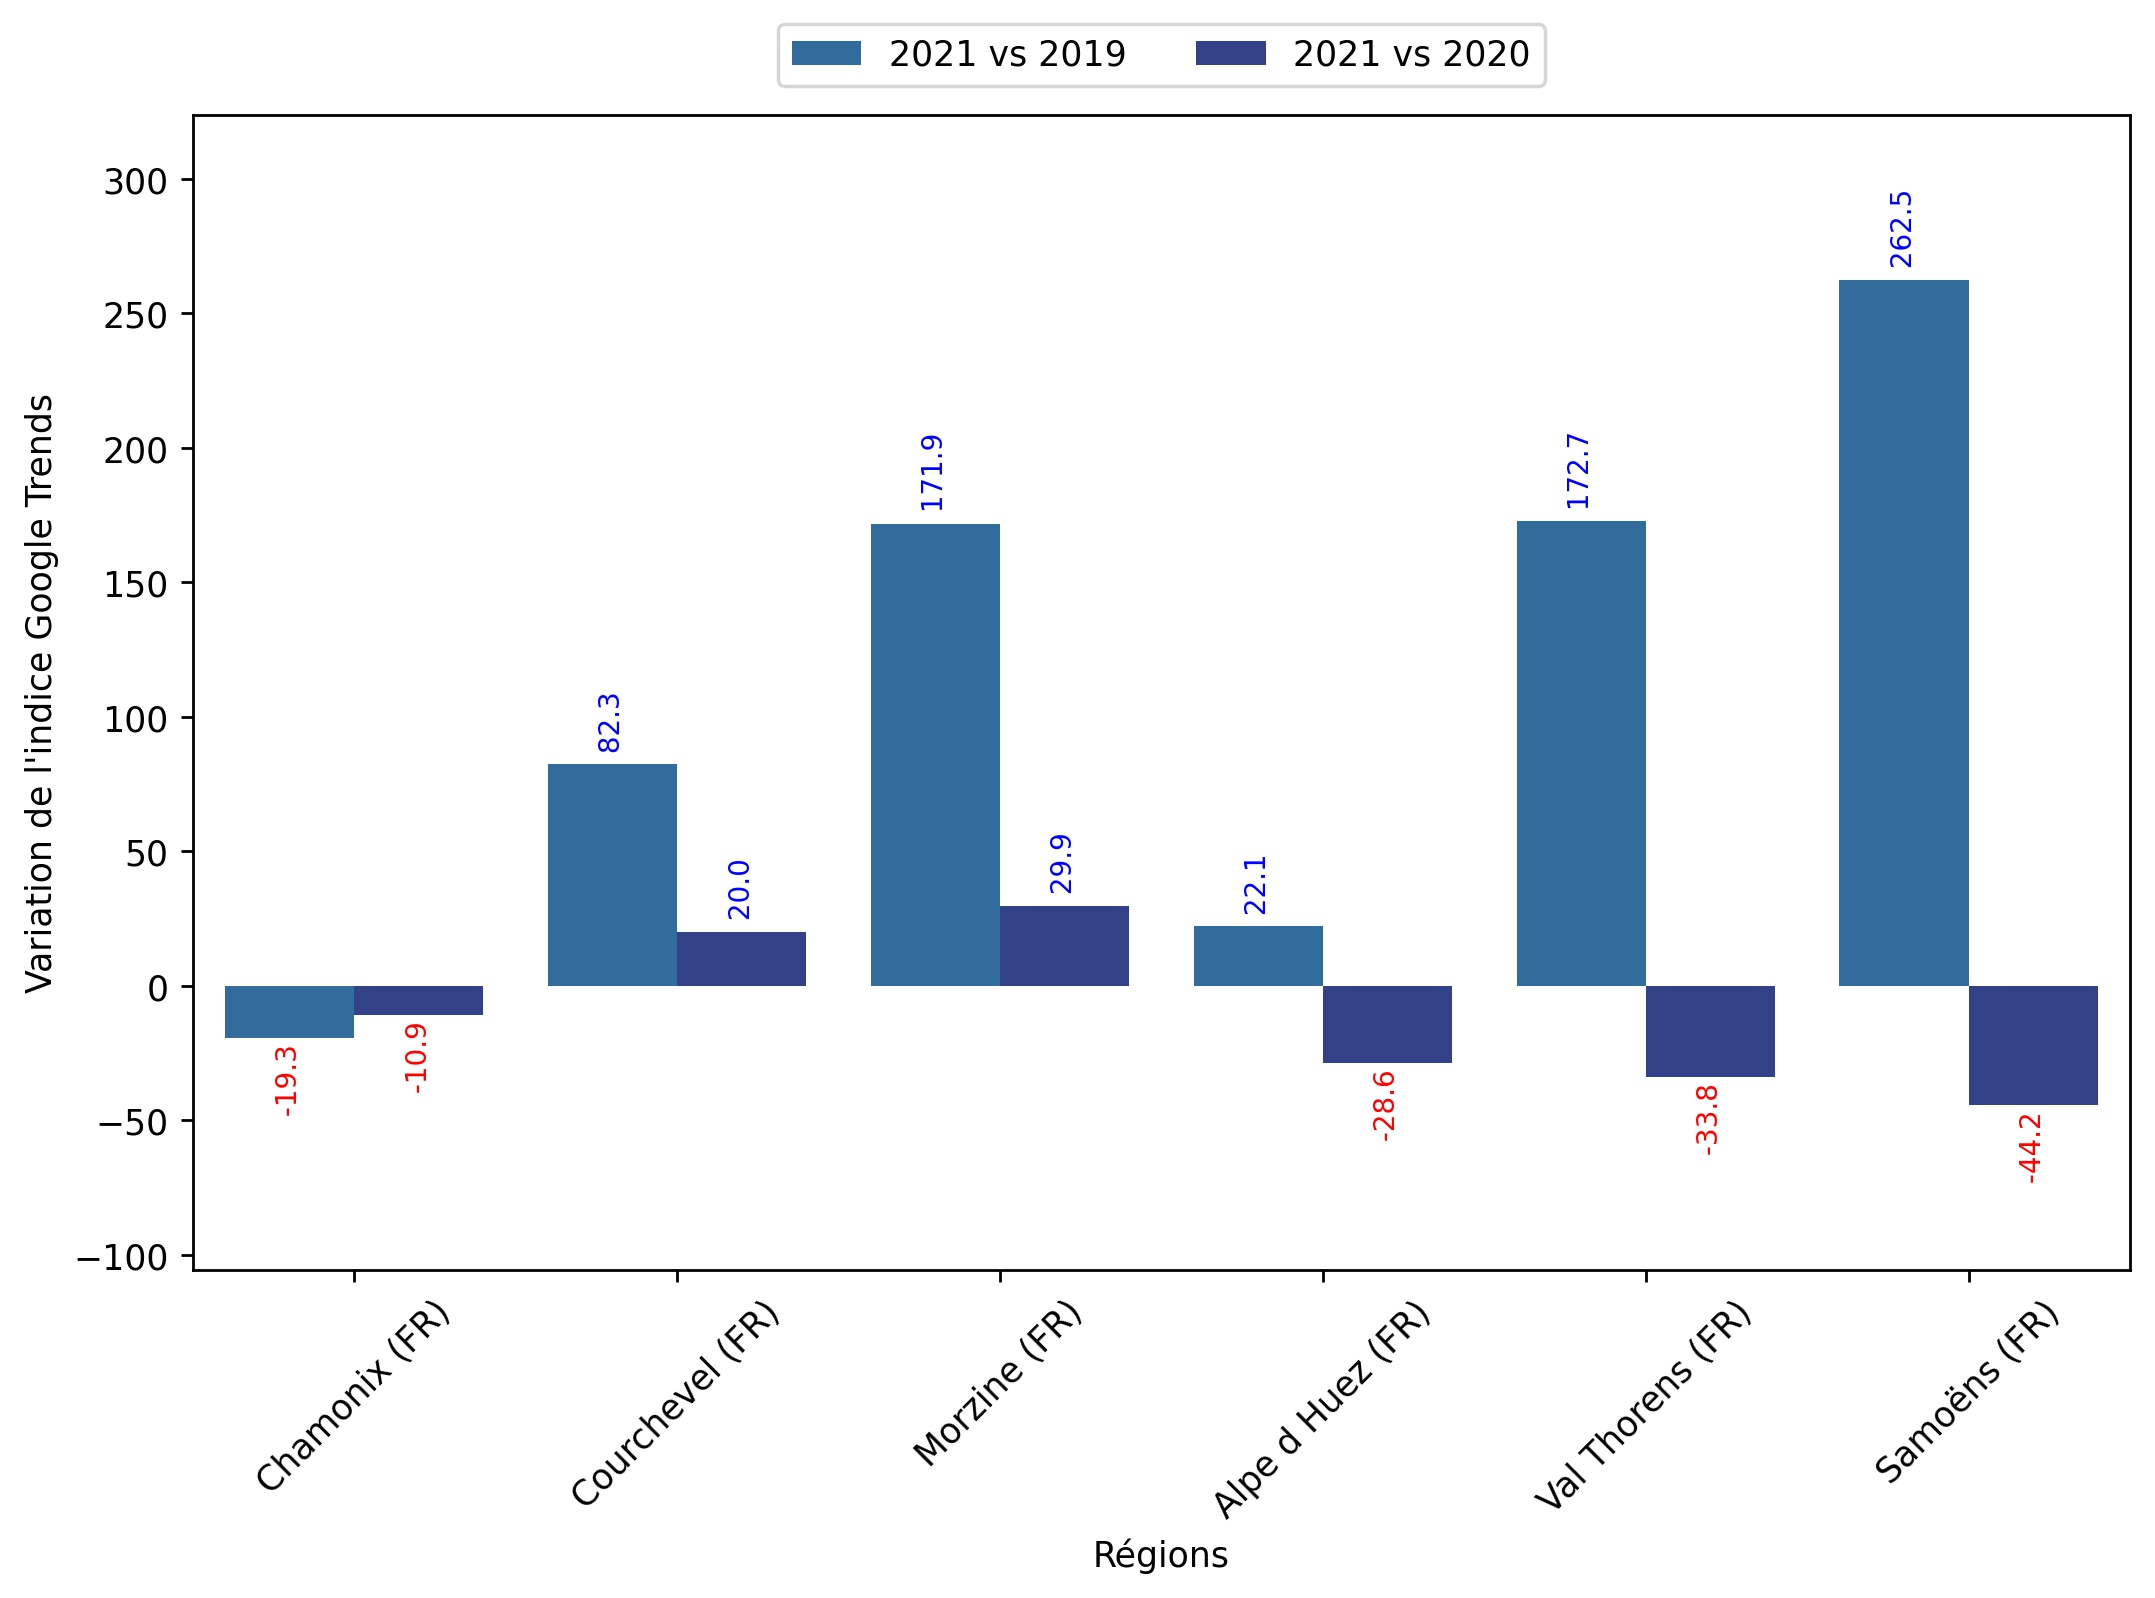 2021 vs 2019
2021 vs 2020
Variation de l'indice Google Trends
300
250
200
150
100
50
0
−50
−100
-19.3
-10.9
82.3
20.0
171.9
29.9
22.1
-28.6
172.7
-33.8
262.5
-44.2
Chamonix (FR)
Courchevel (FR)
Morzine (FR)
Alpe d Huez (FR)
Val Thorens (FR)
Samoëns (FR)
Régions